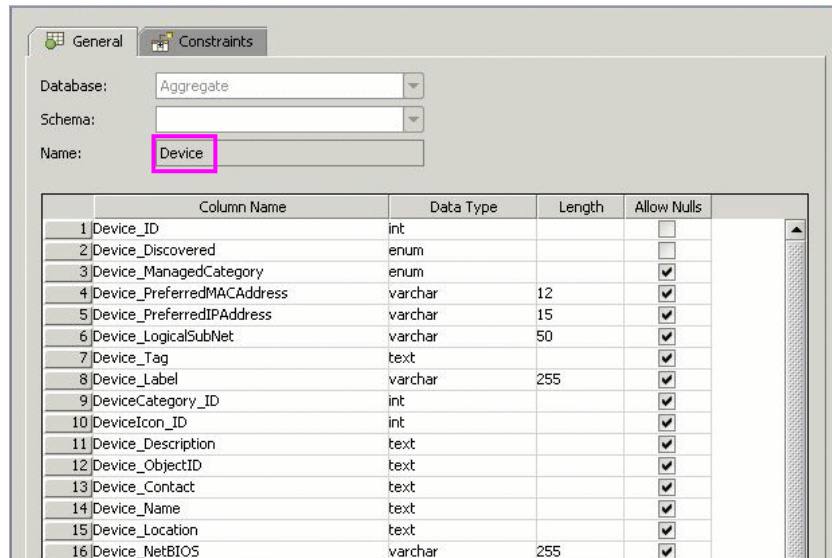 General Constraints
Database: Aggregate
Schema:
Name: Device
Column Name Data Type Length Allow Nulls
1 Device_ID int
2 Device_Discovered enum
3 Device_ManagedCategory enum
4 Device_PreferredMACAddress varchar 12
5 Device_PreferredIPAddress varchar 15
6 Device_LogicalSubNet varchar 50
7 Device_Tag text
8 Device_Label varchar 255
9 DeviceCategory_ID int
10 DeviceIcon_ID int
11 Device_Description text
12 Device_ObjectID text
13 Device_Contact text
14 Device_Name text
15 Device_Location text
16 Device_NetBIOS varchar 255